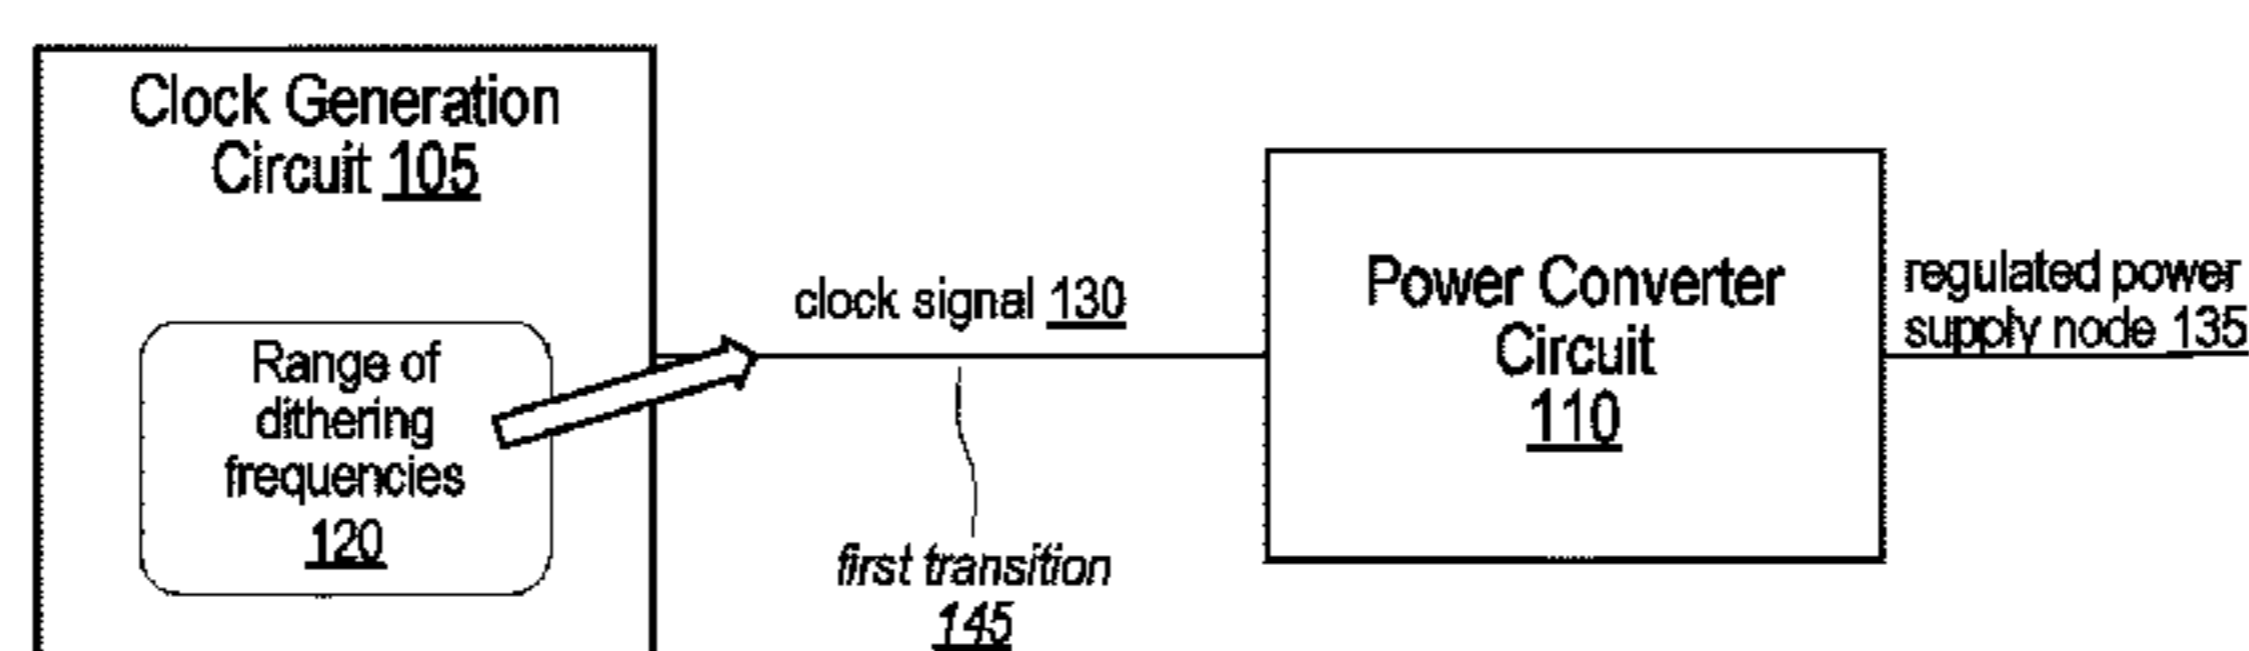 Clock Generation
Circuit 105
Range of
dithering
frequencies
120
clock signal 130
first transition
145
Power Converter
Circuit
110
regulated power
supply node 135